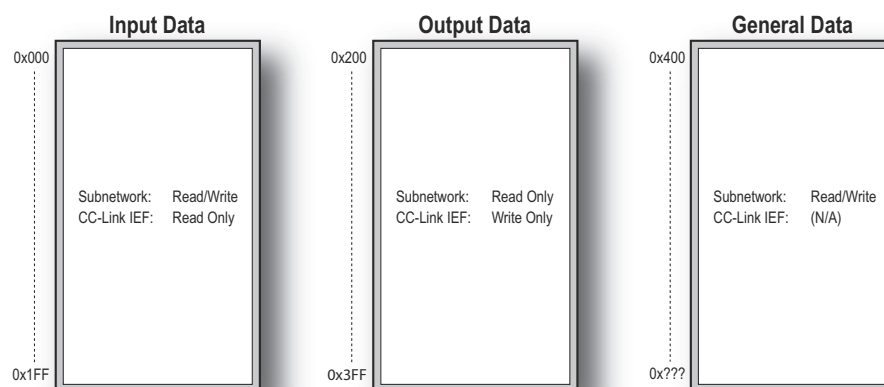 Input Data
0x000
Subnetwork: Read/Write
CC-Link IEF: Read Only
0x1FF
Output Data
0x200
Subnetwork: Read Only
CC-Link IEF: Write Only
0x3FF
General Data
0x400
Subnetwork: Read/Write
CC-Link IEF: (N/A)
0x???